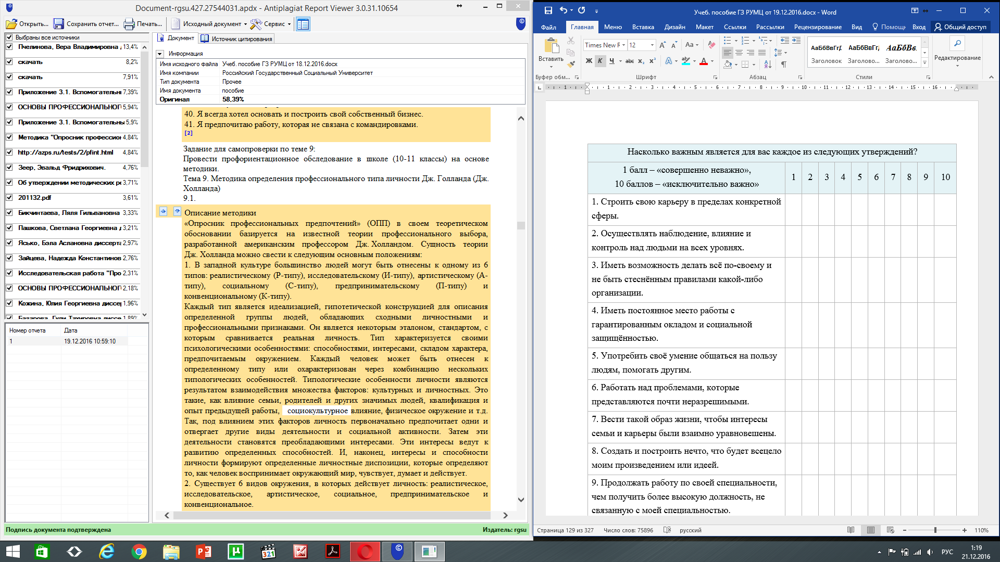 Document-rgsu.427.27544031.apdx - Antiplagiat Report Viewer 3.0.31.10654
Открыть...
Сохранить отчет...
Печать...
Исходный документ
Сервис
Выбраны все источники
Пчелинова, Вера Владимировна 13,4%
скачать 8,2%
скачать 7,91%
Приложение 3.1. Вспомогательн 7,39%
ОСНОВЫ ПРОФЕССИОНАЛЬНОГ 5,94%
Приложение 3.1. Вспомогательны 5,9%
Методика "Опросник профессион 4,84%
http://azps.ru/tests/2/pfint.html 4,84%
Зеер, Эвальд Фридрихович. 4,76%
Об утверждении методических ре 3,71%
201132.pdf 3,61%
Бикчинтаева, Ляля Гильвановна 3,33%
Пашкова, Светлана Георгиевна д 3,21%
Ясько, Бэла Аслановна диссерта 2,97%
Зайцева, Надежда Константинов 2,76%
Исследовательская работа "Про 2,31%
ОСНОВЫ ПРОФЕССИОНАЛЬНОГ 2,18%
Кожина, Юлия Георгиевна диссер 1,96%
Базарова, Гули Тахировна диссе 1,89%
Номер отчета Дата
1 19.12.2016 10:59:10
Документ
Источник цитирования
Информация
Имя исходного файла Учеб. пособие ГЗ РУМЦ от 18.12.2016.docx
Имя компании Российский Государственный Социальный Университет
Тип документа Прочее
Имя документа пособие
Оригинал 58,39%
40. Я всегда хотел основать и построить свой собственный бизнес.
41. Я предпочитаю работу, которая не связана с командировками.
[2]
Задание для самопроверки по теме 9:
Провести профориентационное обследование в школе (10-11 классы) на основе
методики.
Тема 9. Методика определения профессионального типа личности Дж. Голланда (Дж.
Холланда)
9.1.
Описание методики
«Опросник профессиональных предпочтений» (ОПП) в своем теоретическом
обосновании базируется на известной теории профессионального выбора,
разработанной американским профессором Дж. Холландом. Сущность теории
Дж. Холланда можно свести к следующим основным положениям:
1. В западной культуре большинство людей могут быть отнесены к одному из 6
типов: реалистическому (Р-типу), исследовательскому (И-типу), артистическому (А-
типу), социальному (С-типу), предпринимательскому (П-типу) и
конвенциональному (К-типу).
Каждый тип является идеализацией, гипотетической конструкцией для описания
определенной группы людей, обладающих сходными личностными и
профессиональными признаками. Он является некоторым эталоном, стандартом, с
которым сравнивается реальная личность. Тип характеризуется своими
психологическими особенностями: способностями, интересами, складом характера,
предпочитаемым окружением. Каждый человек может быть отнесен к
определенному типу или охарактеризован через комбинацию нескольких
типологических особенностей. Типологические особенности личности являются
результатом взаимодействия множества факторов: культурных и личностных. Это
такие, как влияние семьи, родителей и других значимых людей, квалификация и
опыт предыдущей работы, социокультурное влияние, физическое окружение и т.д.
Так, под влиянием этих факторов личность первоначально предпочитает одни и
отвергает другие виды деятельности и социальной активности. Затем эти
деятельности становятся преобладающими интересами. Эти интересы ведут к
развитию определенных способностей. И, наконец, интересы и способности
личности формируют определенные личностные диспозиции, которые определяют
то, как человек воспринимает окружающий мир, чувствует, думает и действует.
2. Существует 6 видов окружения, в которых действует личность: реалистическое,
исследовательское, артистическое, социальное, предпринимательское и
конвенциональное.
Подпись документа подтверждена
Издатель: rgsu
Учеб. пособие ГЗ РУМЦ от 19.12.2016.docx - Word
Файл Главная Меню Вставка Дизайн Макет Ссылки Рассылки Рецензирование Вид Помощь Вход Общий доступ
Вставить
Times New R 12
Aa
Ж К Ч abc x₂ x²
АаБбВвГгД АаБбВвГг, АаБбВв.
Заголовок Заголово... Заголово...
Редактирование
Буфер обм... Шрифт Абзац Стили
1 1 2 3 4 5 6 7 8 9 10 11 12 13 14 15 16
Насколько важным является для вас каждое из следующих утверждений?
1 балл – «совершенно неважно»,
10 баллов – «исключительно важно»
1 2 3 4 5 6 7 8 9 10
1. Строить свою карьеру в пределах конкретной
сферы.
2. Осуществлять наблюдение, влияние и
контроль над людьми на всех уровнях.
3. Иметь возможность делать всё по-своему и
не быть стеснённым правилами какой-либо
организации.
4. Иметь постоянное место работы с
гарантированным окладом и социальной
защищённостью.
5. Употребить своё умение общаться на пользу
людям, помогать другим.
6. Работать над проблемами, которые
представляются почти неразрешимыми.
7. Вести такой образ жизни, чтобы интересы
семьи и карьеры были взаимно уравновешены.
8. Создать и построить нечто, что будет всецело
моим произведением или идеей.
9. Продолжать работу по своей специальности,
чем получить более высокую должность, не
связанную с моей специальностью.
Страница 129 из 327 Число слов: 75896 русский 110%
321
РУС
1:19
21.12.2016